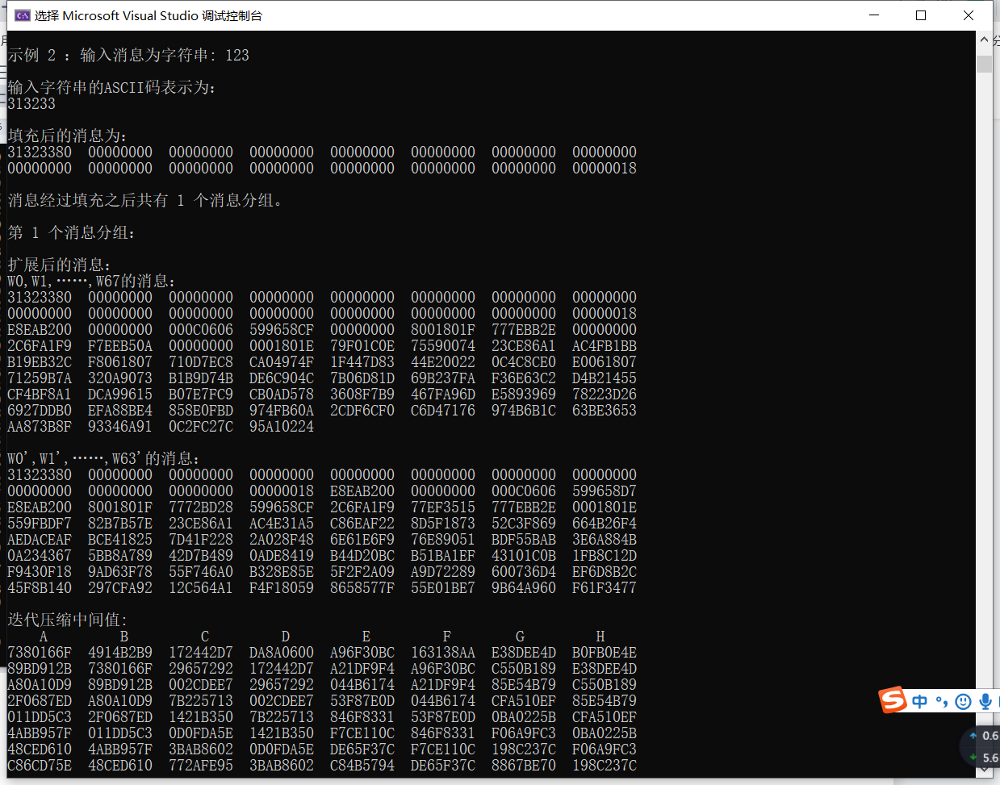 选择 Microsoft Visual Studio 调试控制台
示例 2 ：输入消息为字符串: 123
输入字符串的ASCII码表示为:
313233
填充后的消息为:
31323380 00000000 00000000 00000000 00000000 00000000 00000000 00000000
00000000 00000000 00000000 00000000 00000000 00000000 00000000 00000018
消息经过填充之后共有 1 个消息分组。
第 1 个消息分组:
扩展后的消息:
W0,W1,……,W67的消息:
31323380 00000000 00000000 00000000 00000000 00000000 00000000 00000000
00000000 00000000 00000000 00000000 00000000 00000000 00000000 00000018
E8EAB200 00000000 000C0606 599658CF 00000000 8001801F 777EBB2E 00000000
2C6FA1F9 F7EEB50A 00000000 0001801E 79F01C0E 75590074 23CE86A1 AC4FB1BB
B19EB32C F8061807 710D7EC8 CA04974F 1F447D83 44E20022 0C4C8CE0 E0061807
71259B7A 320A9073 B1B9D74B DE6C904C 7B06D81D 69B237FA F36E63C2 D4B21455
CF4BF8A1 DCA99615 B07E7FC9 CB0AD578 3608F7B9 467FA96D E5893969 78223D26
6927DDB0 EFA88BE4 858E0FBD 974FB60A 2CDF6CF0 C6D47176 974B6B1C 63BE3653
AA873B8F 93346A91 0C2FC27C 95A10224
W0',W1',……,W63'的消息:
31323380 00000000 00000000 00000000 00000000 00000000 00000000 00000000
00000000 00000000 00000000 00000018 E8EAB200 00000000 000C0606 599658D7
E8EAB200 8001801F 7772BD28 599658CF 2C6FA1F9 77EF3515 777EBB2E 0001801E
559FBDF7 82B7B57E 23CE86A1 AC4E31A5 C86EAF22 8D5F1873 52C3F869 664B26F4
AEDACEAF BCE41825 7D41F228 2A028F48 6E61E6F9 76E89051 BDF55BAB 3E6A884B
0A234367 5BB8A789 42D7B489 0ADE8419 B44D20BC B51BA1EF 43101C0B 1FB8C12D
F9430F18 9AD63F78 55F746A0 B328E85E 5F2F2A09 A9D72289 600736D4 EF6D8B2C
45F8B140 297CFA92 12C564A1 F4F18059 8658577F 55E01BE7 9B64A960 F61F3477
迭代压缩中间值:
A B C D E F G H
7380166F 4914B2B9 172442D7 DA8A0600 A96F30BC 163138AA E38DEE4D B0FB0E4E
89BD912B 7380166F 29657292 172442D7 A21DF9F4 A96F30BC C550B189 E38DEE4D
A80A10D9 89BD912B 002CDEE7 29657292 044B6174 A21DF9F4 85E54B79 C550B189
2F0687ED A80A10D9 7B225713 002CDEE7 53F87E0D 044B6174 CFA510EF 85E54B79
011DD5C3 2F0687ED 1421B350 7B225713 846F8331 53F87E0D 0BA0225B CFA510EF
4ABB957F 011DD5C3 0D0FDA5E 1421B350 F7CE110C 846F8331 F06A9FC3 0BA0225B
48CED610 4ABB957F 3BAB8602 0D0FDA5E DE65F37C F7CE110C 198C237C F06A9FC3
C86CD75E 48CED610 772AFE95 3BAB8602 C84B5794 DE65F37C 8867BE70 198C237C
中
0.6
5.6